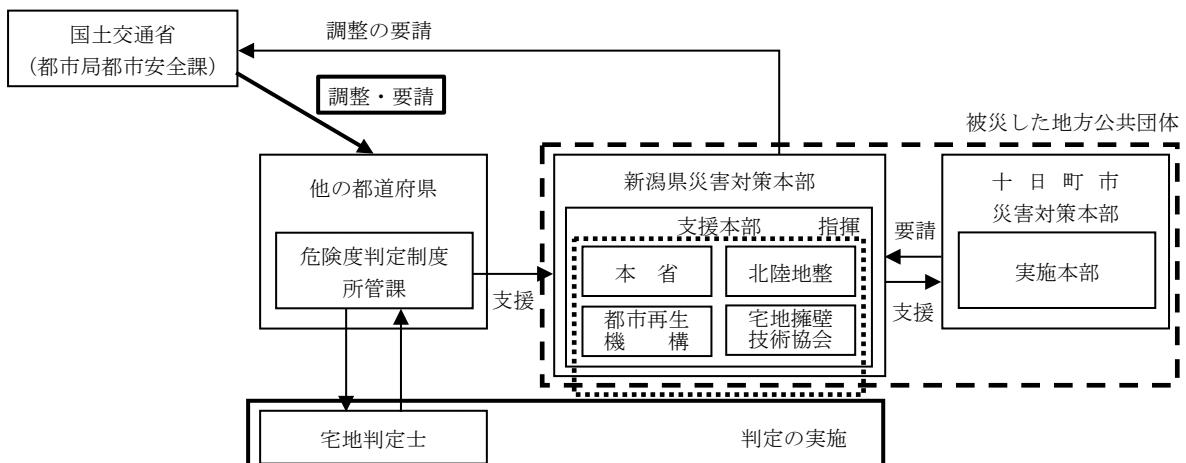 国土交通省
(都市局都市安全課)
調整の要請
調整・要請
被災した地方公共団体
他の都道府県
危険度判定制度
所管課
支援
新潟県災害対策本部
支援本部 指揮
本 省
北陸地整
都市再生
機 構
宅地擁壁
技術協会
要請
支援
十 日 町 市
災害対策本部
実施本部
宅地判定士
判定の実施